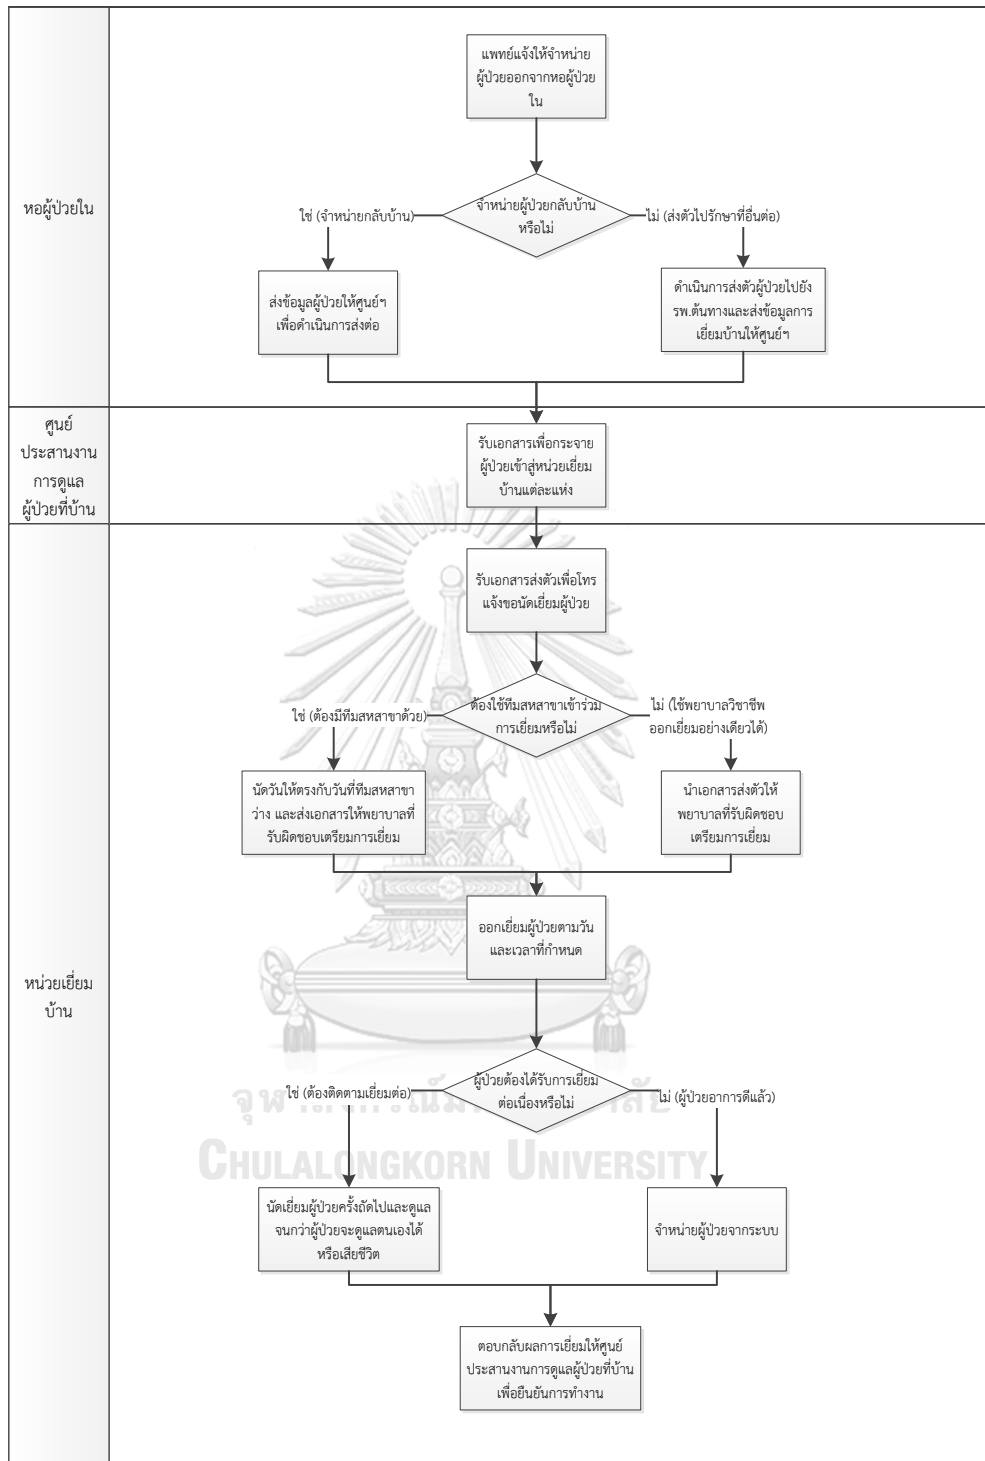 แพทย์แจ้งให้จำหน่าย
ผู้ป่วยออกจากหอผู้ป่วย
ใน
หอผู้ป่วยใน
จำหน่ายผู้ป่วยกลับบ้าน
หรือไม่
ใช่ (จำหน่ายกลับบ้าน)
ไม่ (ส่งตัวไปรักษาที่อื่นต่อ)
ส่งข้อมูลผู้ป่วยให้ศูนย์ฯ
เพื่อดำเนินการส่งต่อ
ดำเนินการส่งตัวผู้ป่วยไปยัง
รพ.ต้นทางและส่งข้อมูลการ
เยี่ยมบ้านให้ศูนย์ฯ
ศูนย์
ประสานงาน
การดูแล
ผู้ป่วยที่บ้าน
รับเอกสารเพื่อกระจาย
ผู้ป่วยเข้าสู่หน่วยเยี่ยม
บ้านแต่ละแห่ง
รับเอกสารส่งตัวเพื่อโทร
แจ้งขอนัดเยี่ยมผู้ป่วย
ต้องใช้ทีมสหสาขาเข้าร่วม
การเยี่ยมหรือไม่
ใช่ (ต้องมีทีมสหสาขาด้วย)
ไม่ (ใช้พยาบาลวิชาชีพ
ออกเยี่ยมอย่างเดียวได้)
นัดวันให้ตรงกับวันที่ทีมสหสาขา
ว่าง และส่งเอกสารให้พยาบาลที่
รับผิดชอบเตรียมการเยี่ยม
นำเอกสารส่งตัวให้
พยาบาลที่รับผิดชอบ
เตรียมการเยี่ยม
ออกเยี่ยมผู้ป่วยตามวัน
และเวลาที่กำหนด
หน่วยเยี่ยม
บ้าน
ผู้ป่วยต้องได้รับการเยี่ยม
ต่อเนื่องหรือไม่
ใช่ (ต้องติดตามเยี่ยมต่อ)
ไม่ (ผู้ป่วยอาการดีแล้ว)
CHULALONGKORN UNIVERSITY
นัดเยี่ยมผู้ป่วยครั้งถัดไปและดูแล
จนกว่าผู้ป่วยจะดูแลตนเองได้
หรือเสียชีวิต
จำหน่ายผู้ป่วยจากระบบ
ตอบกลับผลการเยี่ยมให้ศูนย์
ประสานงานการดูแลผู้ป่วยที่บ้าน
เพื่อยืนยันการทำงาน